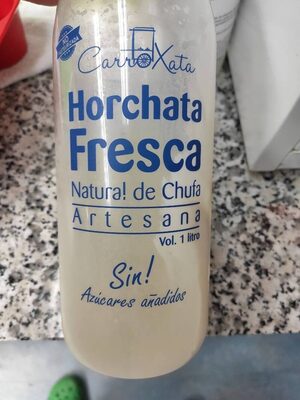 CarroXata
Horchata
Fresca
Natural de Chufa
Artesana
Vol. 1 litro
Sin!
Azúcares añadidos